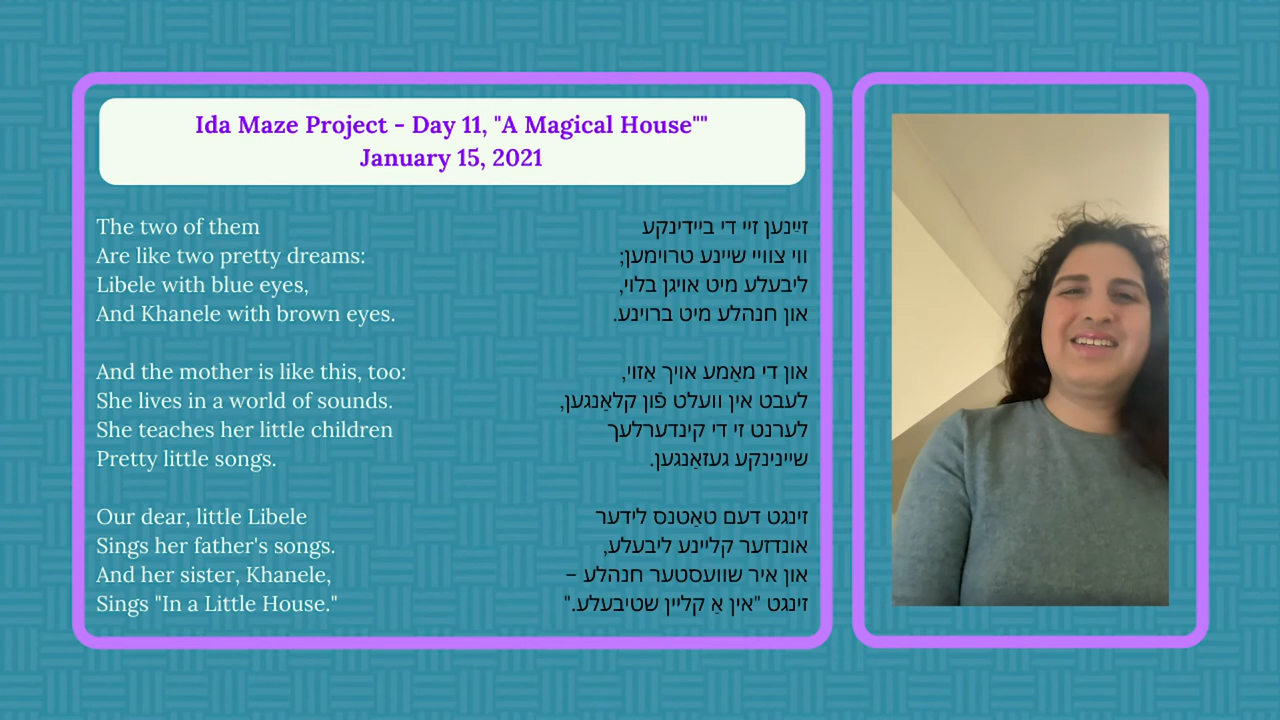 Ida Maze Project - Day 11, "A Magical House""
January 15, 2021
The two of them
Are like two pretty dreams:
Libele with blue eyes,
And Khanele with brown eyes.
And the mother is like this, too:
She lives in a world of sounds.
She teaches her little children
Pretty little songs.
Our dear, little Libele
Sings her father's songs.
And her sister, Khanele,
Sings "In a Little House."
זײַנען זיי די ביידינקע
ווי צוויי שיינע טרוימען;
ליבעלע מיט אויגן בלוי,
און חנהלע מיט ברוינע.
און די מאַמע אויך אַזוי,
לעבט אין וועלט פֿון קלאַנגען,
לערנט זי די קינדערלעך
שיינינקע געזאַנגען.
זינגט דעם טאַטנס לידער
אונדזער קליינע ליבעלע,
און איר שוועסטער חנהלע –
זינגט "אין אַ קליין שטיבעלע."